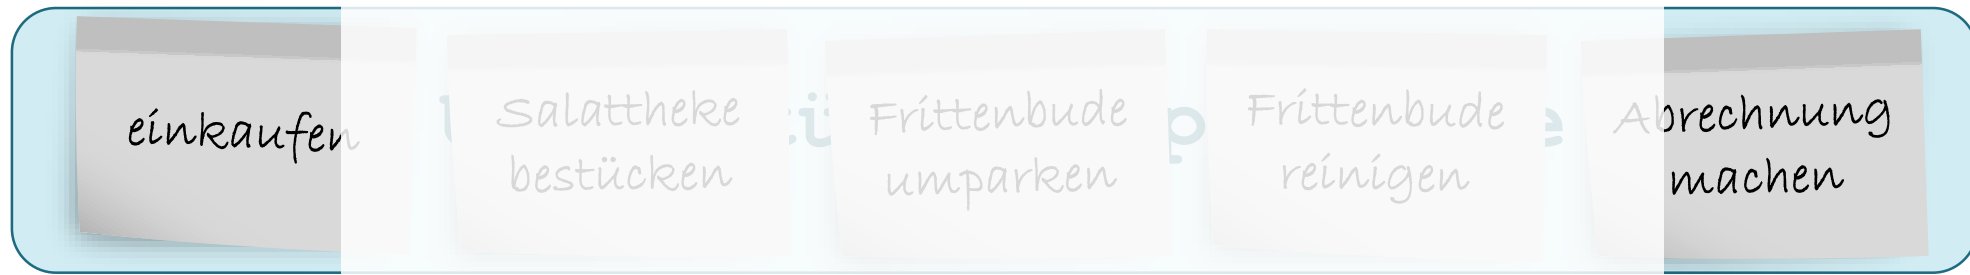 einkaufen
Salattheke
bestücken
Frittenbude
umparken
Frittenbude
reinigen
Abrechnung
machen